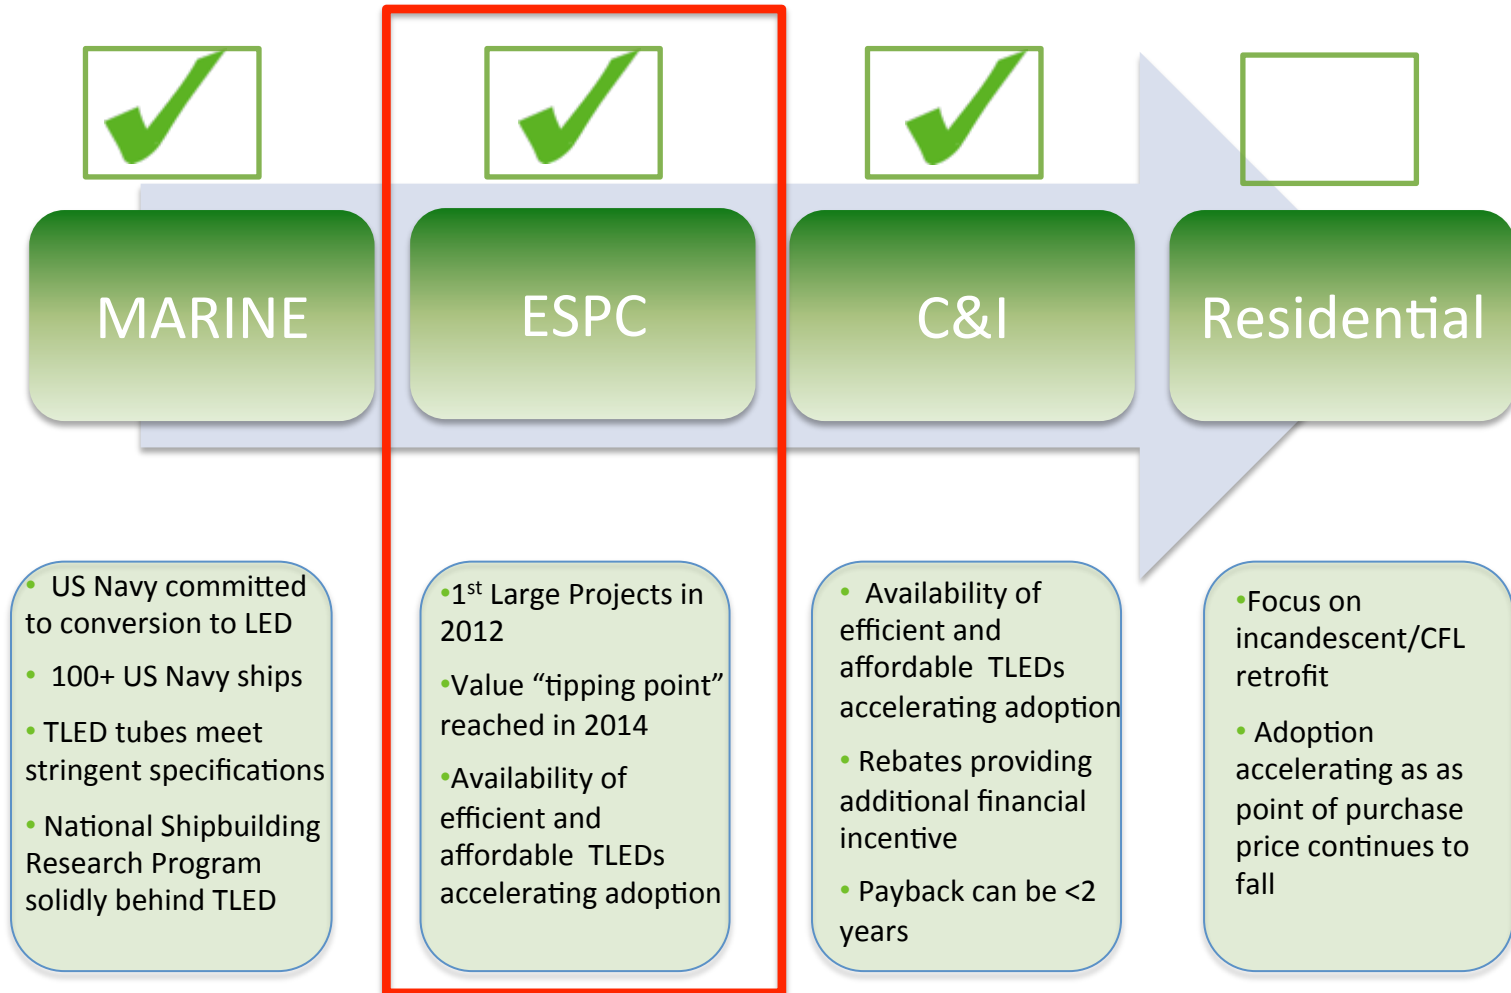 MARINE
ESPC
C&I
Residential
• US Navy committed
to conversion to LED
• 100+ US Navy ships
• TLED tubes meet
stringent specifications
• National Shipbuilding
Research Program
solidly behind TLED
•1st Large Projects in
2012
•Value “tipping point”
reached in 2014
•Availability of
efficient and
affordable TLEDs
accelerating adoption
• Availability of
efficient and
affordable TLEDs
accelerating adoption
• Rebates providing
additional financial
incentive
• Payback can be <2
years
•Focus on
incandescent/CFL
retrofit
• Adoption
accelerating as as
point of purchase
price continues to
fall